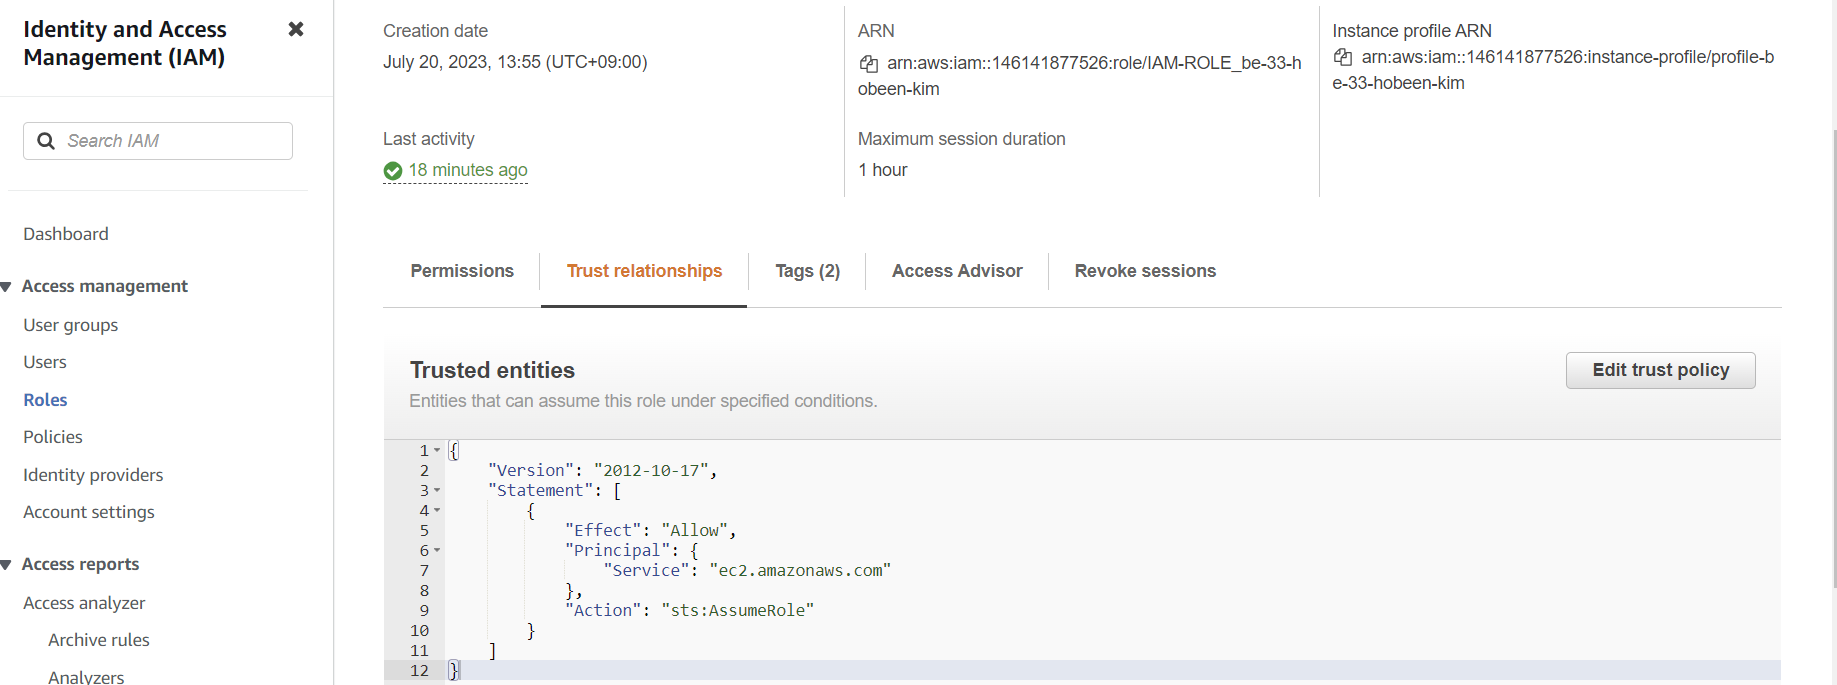 Identity and Access
Management (IAM)
Search IAM
Dashboard
Access management
User groups
Users
Roles
Policies
Identity providers
Account settings
Access reports
Access analyzer
Archive rules
Analyzers
Creation date
July 20, 2023, 13:55 (UTC+09:00)
Last activity
18 minutes ago
ARN
arn:aws:iam::146141877526:role/IAM-ROLE_be-33-h
obeen-kim
Maximum session duration
1 hour
Instance profile ARN
arn:aws:iam::146141877526:instance-profile/profile-b
e-33-hobeen-kim
Permissions
Trust relationships
Tags (2)
Access Advisor
Revoke sessions
Trusted entities
Edit trust policy
Entities that can assume this role under specified conditions.
1 {
2 "Version": "2012-10-17",
3 "Statement": [
4 {
5 "Effect": "Allow",
6 "Principal": {
7 "Service": "ec2.amazonaws.com"
8 },
9 "Action": "sts:AssumeRole"
10 }
11 ]
12 }